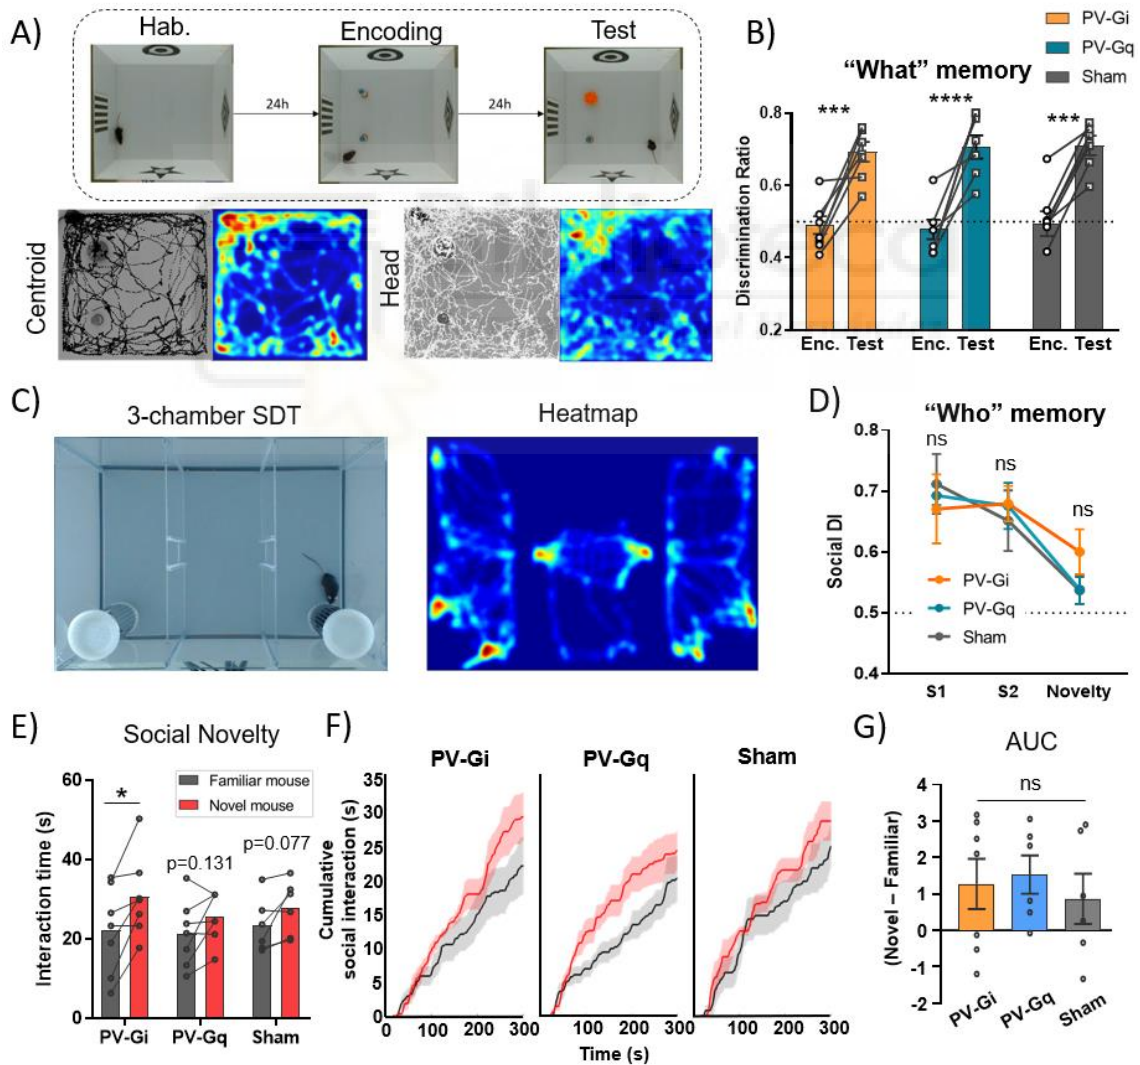 A)
Hab.
Encoding
Test
24h
24h
Centroid
Head
B)
PV-Gi
PV-Gq
Sham
“What” memory
***
****
***
Discrimination Ratio
0.8
0.6
0.4
0.2
Enc. Test
Enc. Test
Enc. Test
C)
3-chamber SDT
Heatmap
D)
“Who” memory
Social DI
0.8
0.7
0.6
0.5
0.4
ns
ns
ns
PV-Gi
PV-Gq
Sham
S1
S2
Novelty
E)
Social Novelty
Interaction time (s)
60
40
20
0
Familiar mouse
Novel mouse
*
p=0.131
p=0.077
PV-Gi
PV-Gq
Sham
F)
PV-Gi
PV-Gq
Sham
Cumulative
social interaction (s)
35
30
25
20
15
10
5
0
0 100 200 300
100 200 300
100 200 300
Time (s)
G)
AUC
ns
(Novel – Familiar)
4
3
2
1
0
-1
-2
PV-Gi
PV-Gq
Sham